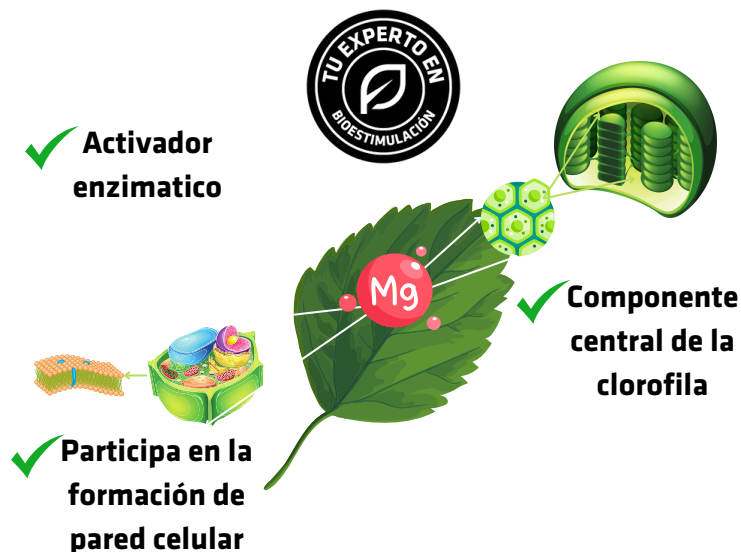 TU EXPERTO EN
BIOESTIMULACIÓN
Activador
enzimatico
Mg
Componente
central de la
clorofila
Participa en la
formación de
pared celular